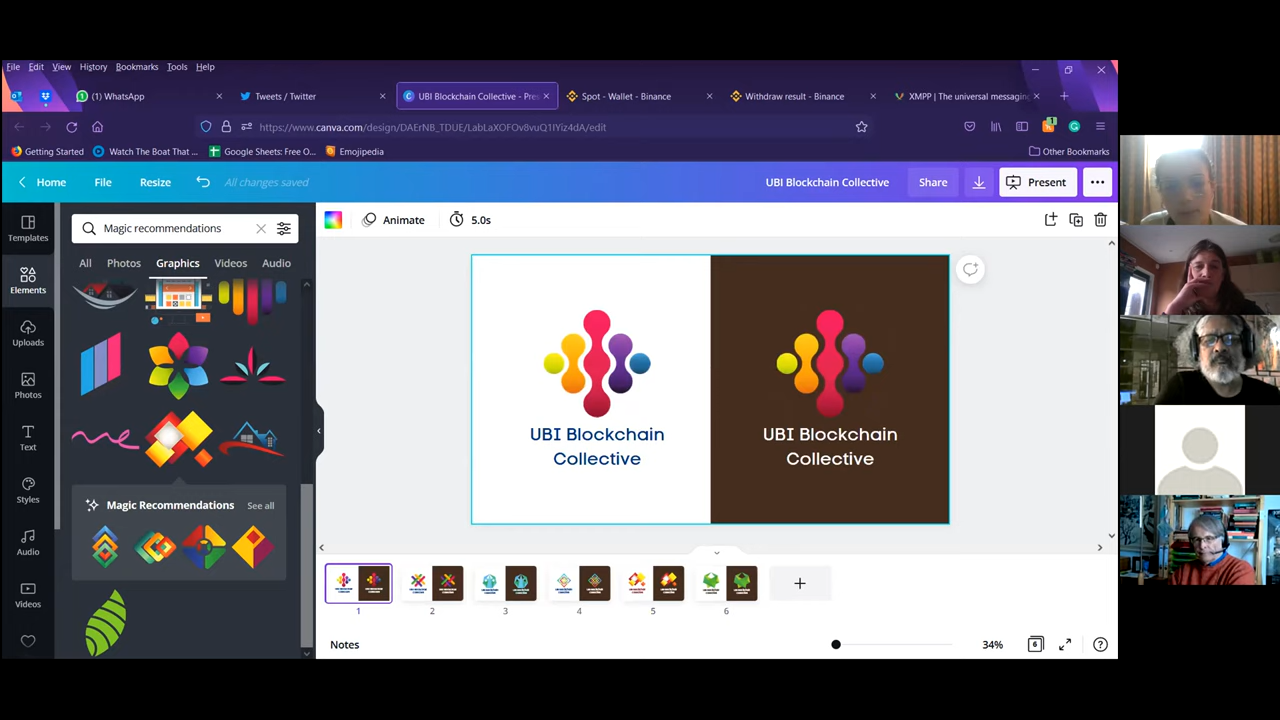 File Edit View History Bookmarks Tools Help
(1) WhatsApp
Tweets / Twitter
UBI Blockchain Collective - Pres
Spot - Wallet - Binance
Withdraw result - Binance
XMPP | The universal messaging
https://www.canva.com/design/DAErNB_TDUE/LabLaXOFOv8vuQ1IYiz4dA/edit
Getting Started
Watch The Boat That ...
Google Sheets: Free O...
Emojipedia
Other Bookmarks
Home
File
Resize
All changes saved
UBI Blockchain Collective
Share
Present
Templates
Elements
Uploads
Photos
Text
Styles
Audio
Videos
Magic recommendations
All Photos Graphics Videos Audio
Magic Recommendations See all
Animate
5.0s
UBI Blockchain
Collective
UBI Blockchain
Collective
1 2 3 4 5 6
Notes
34%
6